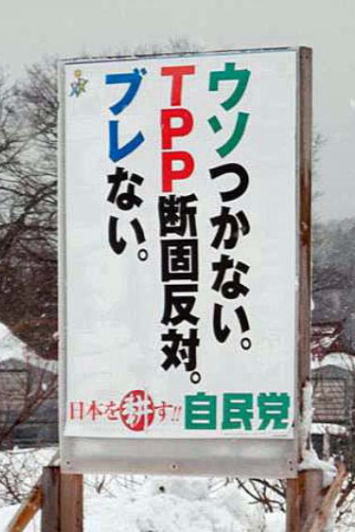 ウソつかない。
TPP断固反対。
ブレない。
日本を耕す!! 自民党